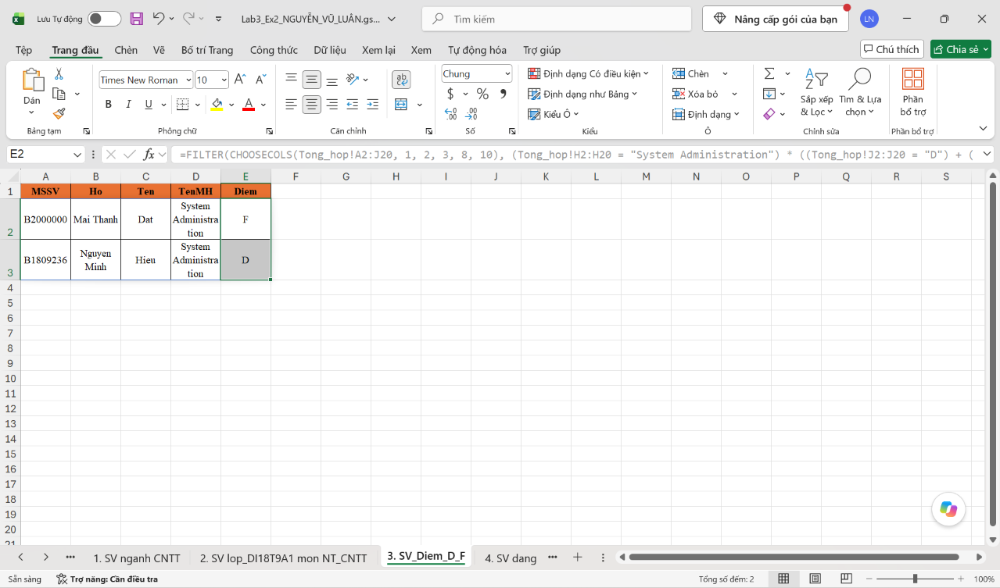 Lưu Tự động
Lab3_Ex2_NGUYỄN_VŨ_LUÂN.gs...
Tìm kiếm
Nâng cấp gói của bạn
LN
Tệp Trang đầu Chèn Vẽ Bố trí Trang Công thức Dữ liệu Xem lại Xem Tự động hóa Trợ giúp
Chú thích
Chia sẻ
Dán
Bảng tạm
Times New Roman 10
B I U
Phông chữ
ab
Căn chỉnh
Chung
$ % 9
Số
Định dạng Có điều kiện
Định dạng như Bảng
Kiểu Ô
Kiểu
Chèn
Xóa bỏ
Định dạng
Ô
Sắp xếp & Lọc
Tìm & Lựa chọn
Chỉnh sửa
Phần bổ trợ
Phần bổ trợ
E2
fx
=FILTER(CHOOSECOLS(Tong_hop!A2:J20, 1, 2, 3, 8, 10), (Tong_hop!H2:H20 = "System Administration") * ((Tong_hop!J2:J20 = "D") + (
A B C D E F G H I J K L M N O P Q R S
1 MSSV Ho Ten TenMH Diem
2 B2000000 Mai Thanh Dat System Administration F
3 B1809236 Nguyen Minh Hieu System Administration D
4
5
6
7
8
9
10
11
12
13
14
15
16
17
18
19
20
21
1. SV nganh CNTT
2. SV lop_DI18T9A1 mon NT_CNTT
3. SV_Diem_D_F
4. SV dang
Sẵn sàng
Trợ năng: Cần điều tra
Tổng số đếm: 2
100%